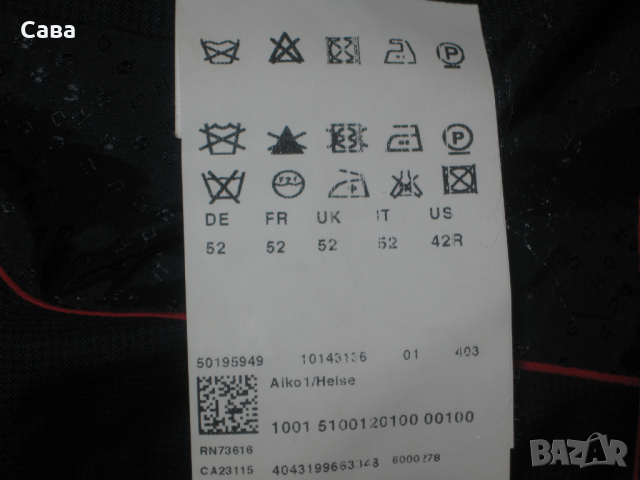 Сава
DE FR UK IT US
52 52 52 52 42R
50195949 10143136 01 403
Aiko1/Heise
1001 5100120100 00100
RN73616
CA23115 4043199663343 6000278
BAZAR